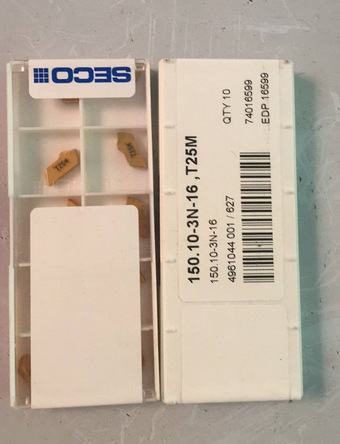 SECO
T25M
T25M
150.10-3N-16 ,T25M
150.10-3N-16
4961044 001 / 627
QTY 10
74016599
EDP 16599